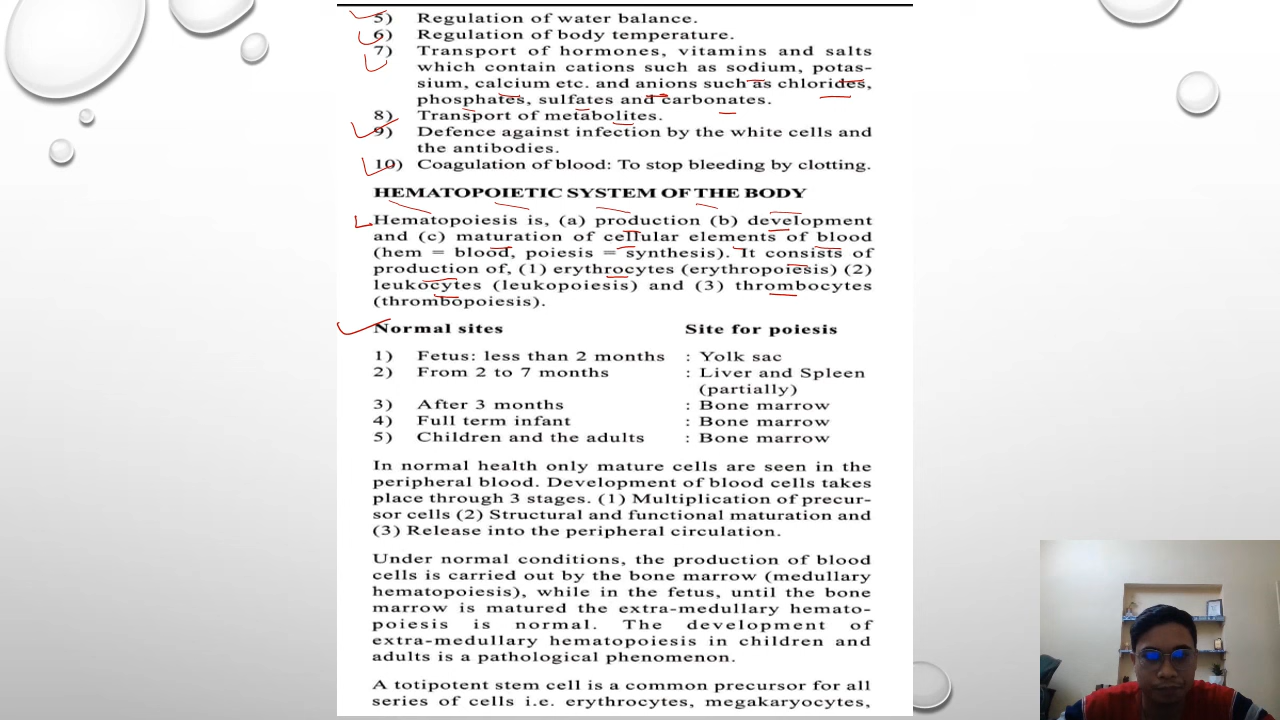 5) Regulation of water balance.
6) Regulation of body temperature.
7) Transport of hormones, vitamins and salts
which contain cations such as sodium, potas-
sium, calcium etc. and anions such as chlorides,
phosphates, sulfates and carbonates.
8) Transport of metabolites.
9) Defence against infection by the white cells and
the antibodies.
10) Coagulation of blood: To stop bleeding by clotting.
HEMATOPOIETIC SYSTEM OF THE BODY
Hematopoiesis is, (a) production (b) development
and (c) maturation of cellular elements of blood
(hem = blood, poiesis = synthesis). It consists of
production of, (1) erythrocytes (erythropoiesis) (2)
leukocytes (leukopoiesis) and (3) thrombocytes
(thrombopoiesis).
Normal sites Site for poiesis
1) Fetus: less than 2 months : Yolk sac
2) From 2 to 7 months : Liver and Spleen
(partially)
3) After 3 months : Bone marrow
4) Full term infant : Bone marrow
5) Children and the adults : Bone marrow
In normal health only mature cells are seen in the
peripheral blood. Development of blood cells takes
place through 3 stages. (1) Multiplication of precur-
sor cells (2) Structural and functional maturation and
(3) Release into the peripheral circulation.
Under normal conditions, the production of blood
cells is carried out by the bone marrow (medullary
hematopoiesis), while in the fetus, until the bone
marrow is matured the extra-medullary hemato-
poiesis is normal. The development of
extra-medullary hematopoiesis in children and
adults is a pathological phenomenon.
A totipotent stem cell is a common precursor for all
series of cells i.e. erythrocytes, megakaryocytes,